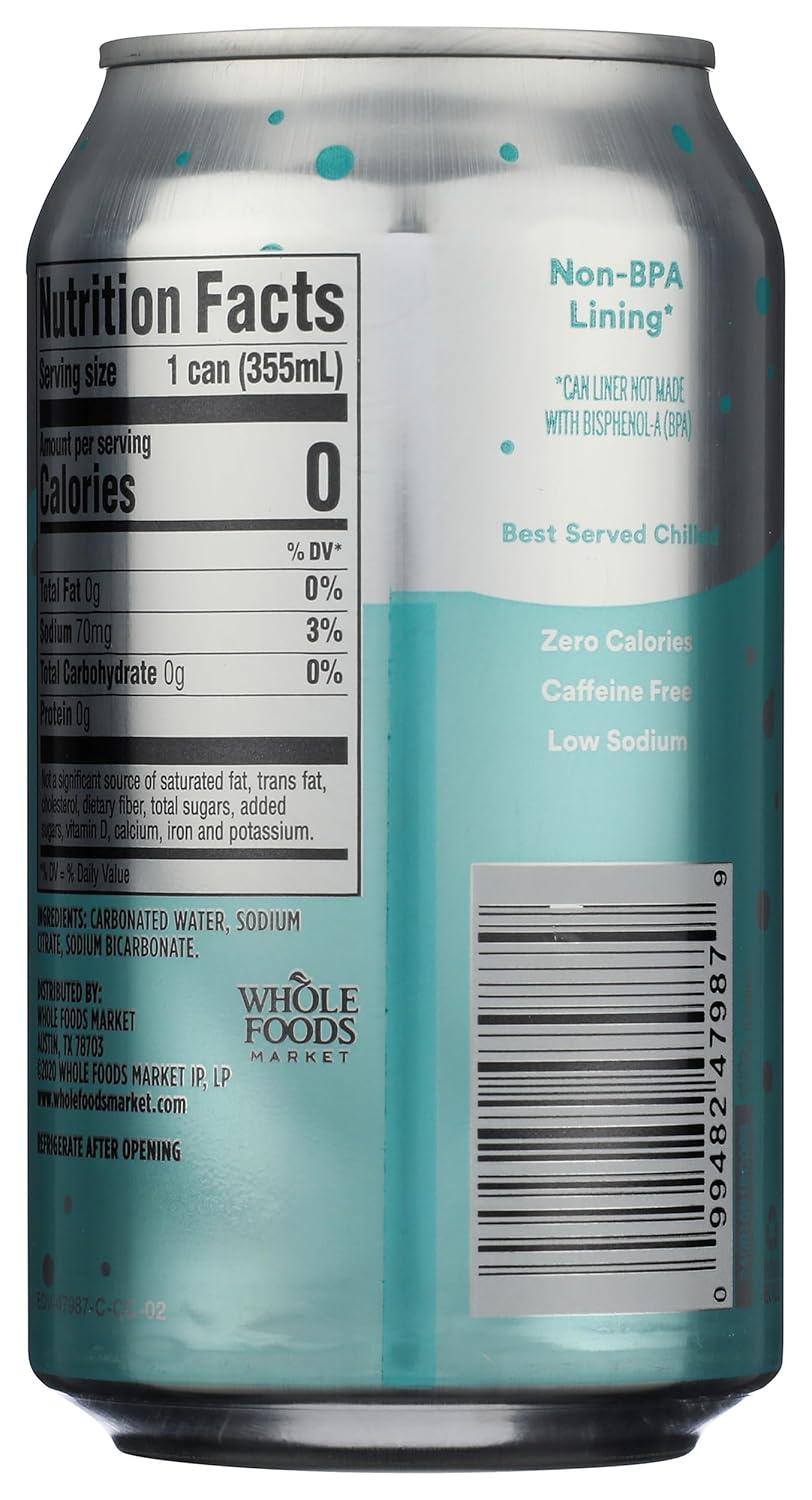 Nutrition Facts
Serving size 1 can (355mL)
Amount per serving
Calories 0
% DV*
Total Fat 0g 0%
Sodium 70mg 3%
Total Carbohydrate 0g 0%
Protein 0g
Not a significant source of saturated fat, trans fat,
cholesterol, dietary fiber, total sugars, added
sugars, vitamin D, calcium, iron and potassium.
*% DV = % Daily Value
INGREDIENTS: CARBONATED WATER, SODIUM
CITRATE, SODIUM BICARBONATE.
DISTRIBUTED BY:
WHOLE FOODS MARKET
AUSTIN, TX 78703
©2020 WHOLE FOODS MARKET IP, LP
www.wholefoodsmarket.com
REFRIGERATE AFTER OPENING
WHOLE
FOODS
MARKET
Non-BPA
Lining*
*CAN LINER NOT MADE
WITH BISPHENOL-A (BPA)
Best Served Chilled
Zero Calories
Caffeine Free
Low Sodium
0 99482 47987 9